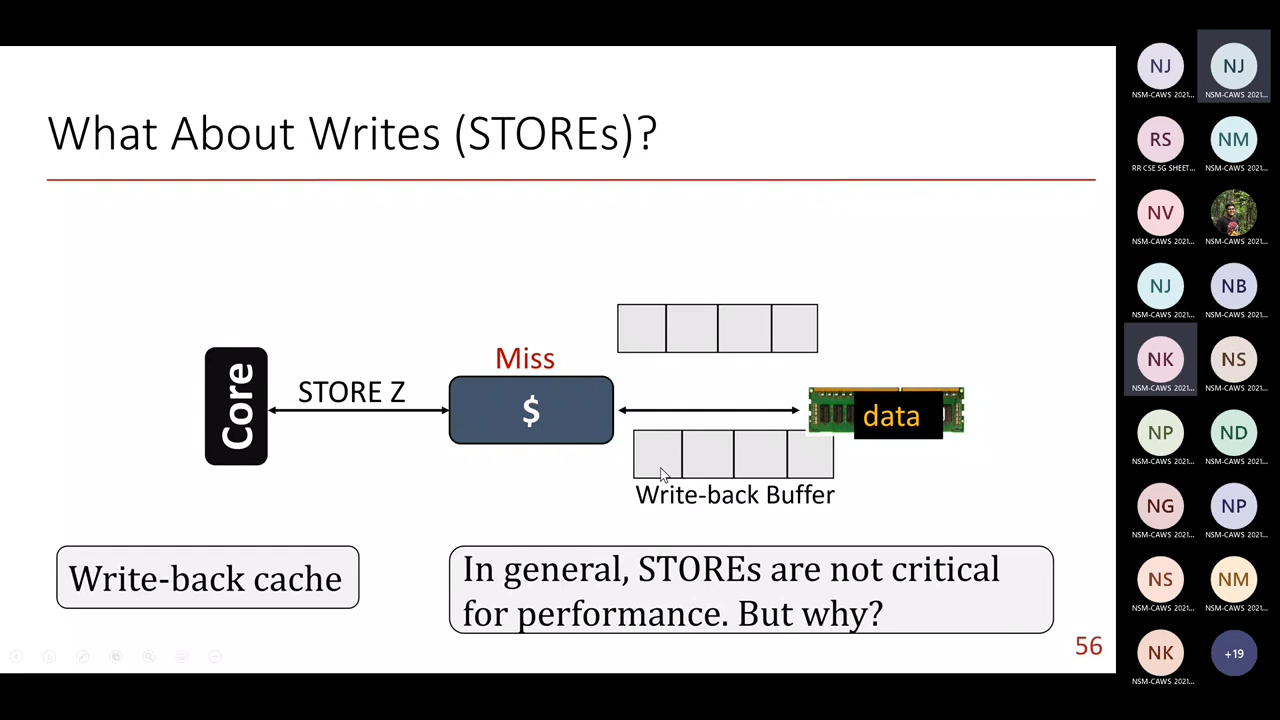 What About Writes (STOREs)?
Miss
Core
STORE Z
$
data
Write-back Buffer
Write-back cache
In general, STOREs are not critical
for performance. But why?
56
NJ
NSM-CAWS 2021...
NJ
NSM-CAWS 2021...
RS
RR CSE 5G SHEET...
NM
NSM-CAWS 2021...
NV
NSM-CAWS 2021...
NSM-CAWS 2021...
NJ
NSM-CAWS 2021...
NB
NSM-CAWS 2021...
NK
NSM-CAWS 2021...
NS
NSM-CAWS 2021...
NP
NSM-CAWS 2021...
ND
NSM-CAWS 2021...
NG
NSM-CAWS 2021...
NP
NSM-CAWS 2021...
NS
NSM-CAWS 2021...
NM
NSM-CAWS 2021...
NK
NSM-CAWS 2021...
+19